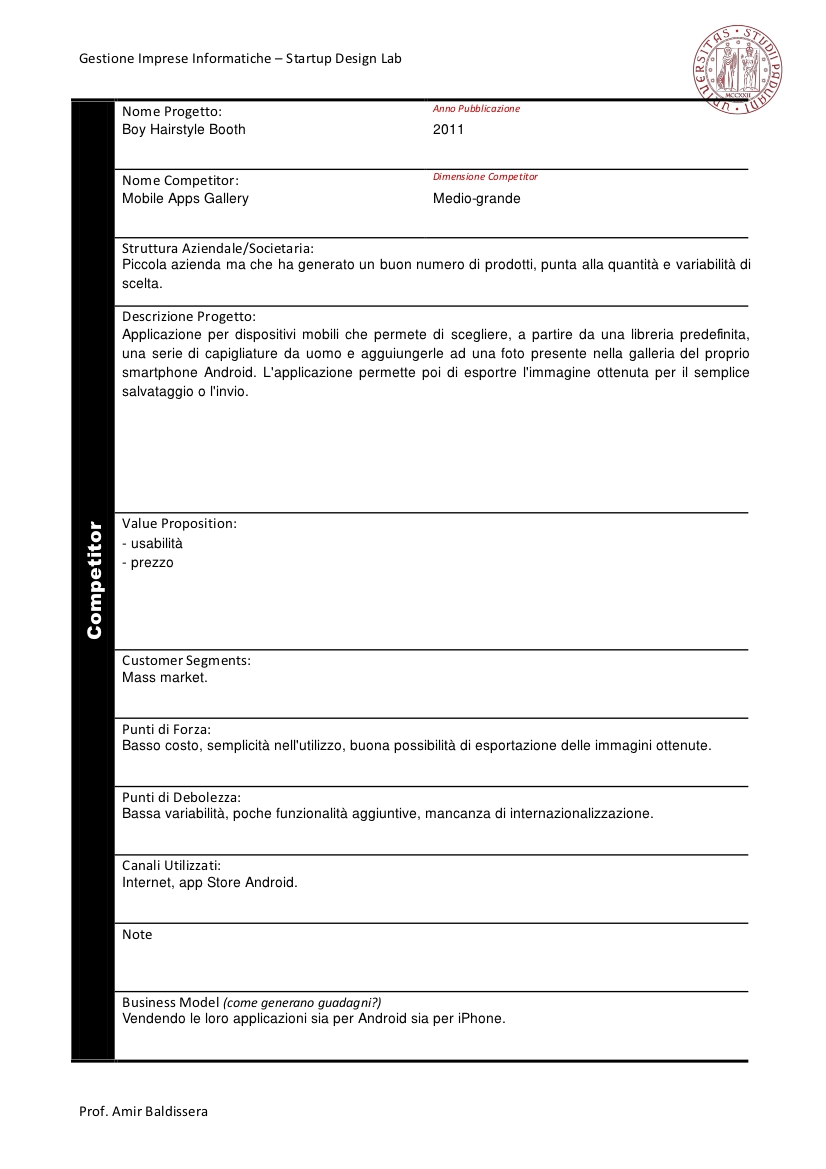 Gestione Imprese Informatiche – Startup Design Lab
UNIVERSITAS • STUDII PADUANI •
MCCXXII
Nome Progetto:
Boy Hairstyle Booth
Anno Pubblicazione
2011
Nome Competitor:
Mobile Apps Gallery
Dimensione Competitor
Medio-grande
Struttura Aziendale/Societaria:
Piccola azienda ma che ha generato un buon numero di prodotti, punta alla quantità e variabilità di
scelta.
Descrizione Progetto:
Applicazione per dispositivi mobili che permete di scegliere, a partire da una libreria predefinita,
una serie di capigliature da uomo e agguiungerle ad una foto presente nella galleria del proprio
smartphone Android. L'applicazione permette poi di esportre l'immagine ottenuta per il semplice
salvataggio o l'invio.
Competitor
Value Proposition:
- usabilità
- prezzo
Customer Segments:
Mass market.
Punti di Forza:
Basso costo, semplicità nell'utilizzo, buona possibilità di esportazione delle immagini ottenute.
Punti di Debolezza:
Bassa variabilità, poche funzionalità aggiuntive, mancanza di internazionalizzazione.
Canali Utilizzati:
Internet, app Store Android.
Note
Business Model (come generano guadagni?)
Vendendo le loro applicazioni sia per Android sia per iPhone.
Prof. Amir Baldissera